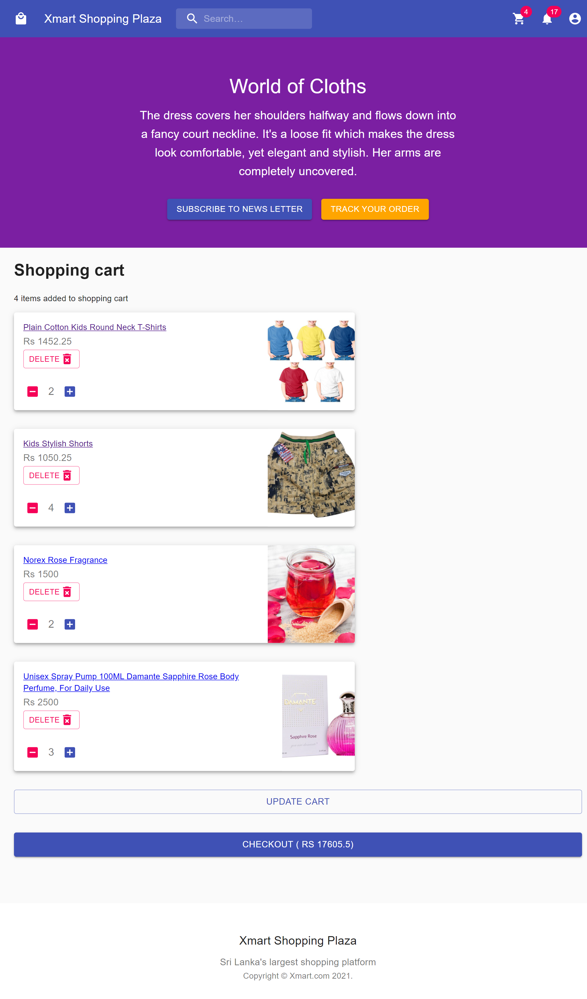 Xmart Shopping Plaza
Search...
4
17
World of Cloths
The dress covers her shoulders halfway and flows down into
a fancy court neckline. It's a loose fit which makes the dress
look comfortable, yet elegant and stylish. Her arms are
completely uncovered.
SUBSCRIBE TO NEWS LETTER
TRACK YOUR ORDER
Shopping cart
4 items added to shopping cart
Plain Cotton Kids Round Neck T-Shirts
Rs 1452.25
DELETE
2
Kids Stylish Shorts
Rs 1050.25
DELETE
4
Norex Rose Fragrance
Rs 1500
DELETE
2
Unisex Spray Pump 100ML Damante Sapphire Rose Body
Perfume, For Daily Use
Rs 2500
DELETE
3
DAMANTE
Sapphire Rose
UPDATE CART
CHECKOUT ( RS 17605.5)
Xmart Shopping Plaza
Sri Lanka's largest shopping platform
Copyright © Xmart.com 2021.